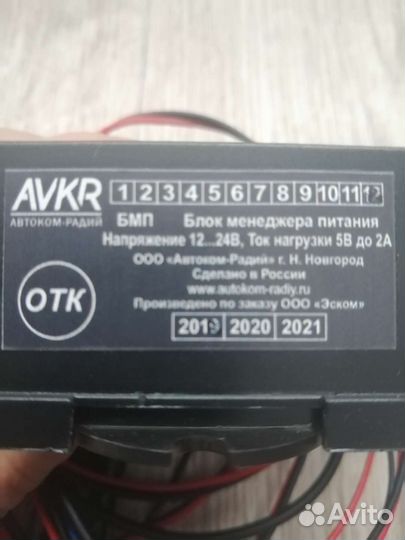 AVKR 1 2 3 4 5 6 7 8 9 10 11 12
АВТОКОМ-РАДИЙ БМП Блок менеджера питания
Напряжение 12...24В, Ток нагрузки 5В до 2А
ООО «Автоком-Радий» г. Н. Новгород
Сделано в России
www.autokom-radiy.ru
Произведено по заказу ООО «Эском»
ОТК
2019 2020 2021
Avito